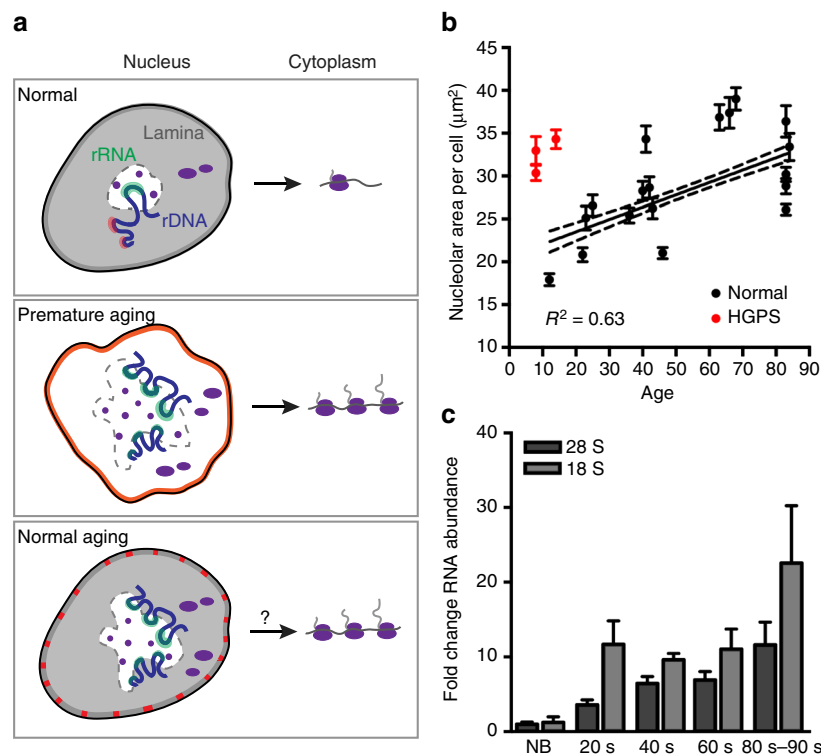 a
Nucleus Cytoplasm
Normal
Lamina
rRNA
rDNA
Premature aging
Normal aging
?
b
Nucleolar area per cell (μm²)
45
40
35
30
25
20
15
10
R² = 0.63
Normal
HGPS
0 10 20 30 40 50 60 70 80 90
Age
c
Fold change RNA abundance
40
30
20
10
0
28 S
18 S
NB 20 s 40 s 60 s 80 s–90 s